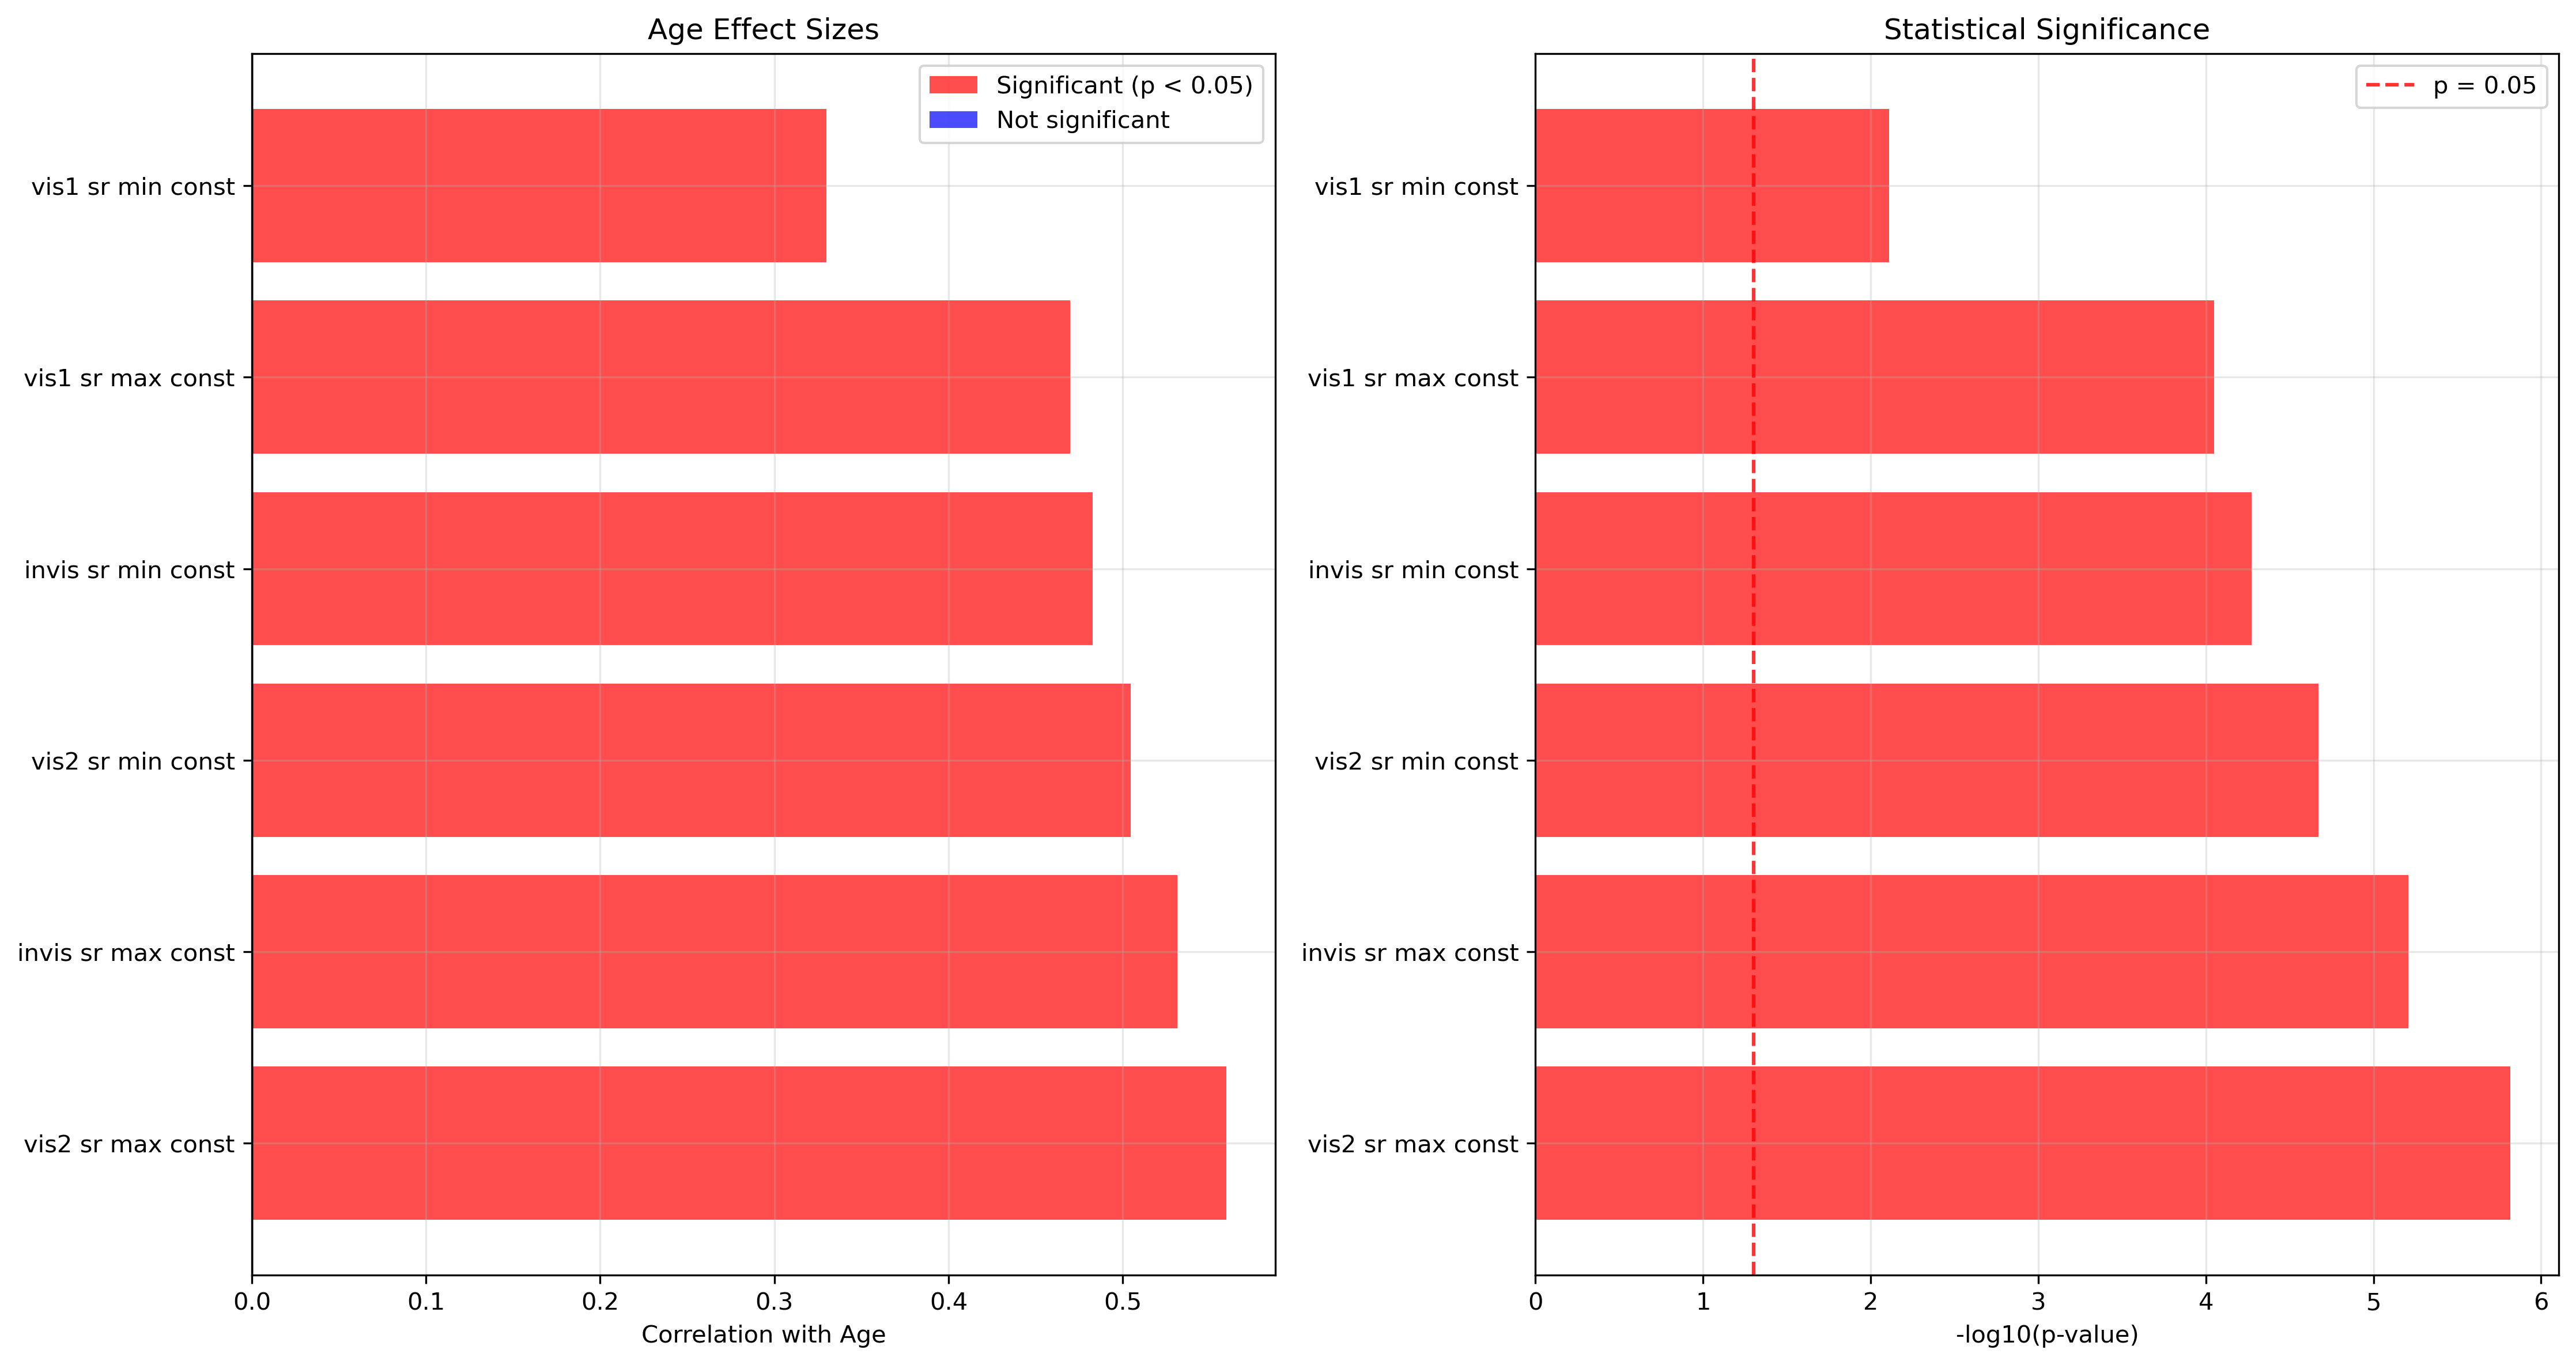 Age Effect Sizes
Significant (p < 0.05)
Not significant
vis1 sr min const
vis1 sr max const
invis sr min const
vis2 sr min const
invis sr max const
vis2 sr max const
0.0 0.1 0.2 0.3 0.4 0.5
Correlation with Age
Statistical Significance
p = 0.05
vis1 sr min const
vis1 sr max const
invis sr min const
vis2 sr min const
invis sr max const
vis2 sr max const
0 1 2 3 4 5 6
-log10(p-value)